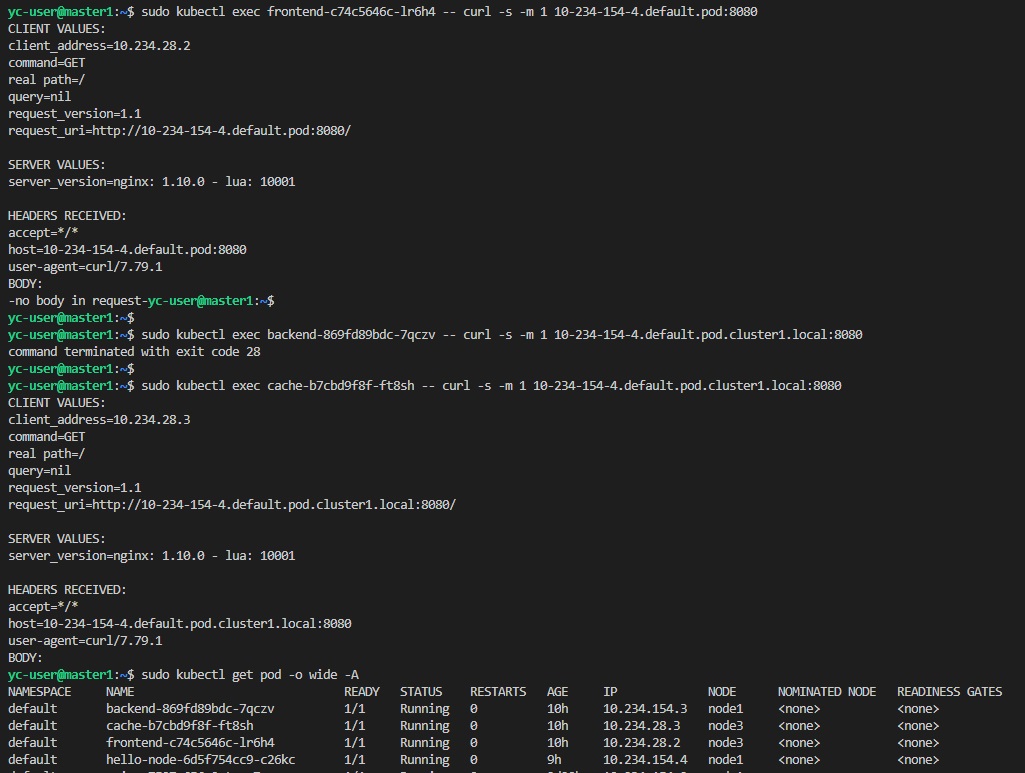 yc-user@master1:~$ sudo kubectl exec frontend-c74c5646c-lr6h4 -- curl -s -m 1 10-234-154-4.default.pod:8080
CLIENT VALUES:
client_address=10.234.28.2
command=GET
real path=/
query=nil
request_version=1.1
request_uri=http://10-234-154-4.default.pod:8080/
SERVER VALUES:
server_version=nginx: 1.10.0 - lua: 10001
HEADERS RECEIVED:
accept=*/*
host=10-234-154-4.default.pod:8080
user-agent=curl/7.79.1
BODY:
-no body in request-yc-user@master1:~$
yc-user@master1:~$
yc-user@master1:~$ sudo kubectl exec backend-869fd89bdc-7qczv -- curl -s -m 1 10-234-154-4.default.pod.cluster1.local:8080
command terminated with exit code 28
yc-user@master1:~$
yc-user@master1:~$ sudo kubectl exec cache-b7cbd9f8f-ft8sh -- curl -s -m 1 10-234-154-4.default.pod.cluster1.local:8080
CLIENT VALUES:
client_address=10.234.28.3
command=GET
real path=/
query=nil
request_version=1.1
request_uri=http://10-234-154-4.default.pod.cluster1.local:8080/
SERVER VALUES:
server_version=nginx: 1.10.0 - lua: 10001
HEADERS RECEIVED:
accept=*/*
host=10-234-154-4.default.pod.cluster1.local:8080
user-agent=curl/7.79.1
BODY:
yc-user@master1:~$ sudo kubectl get pod -o wide -A
NAMESPACE NAME READY STATUS RESTARTS AGE IP NODE NOMINATED NODE READINESS GATES
default backend-869fd89bdc-7qczv 1/1 Running 0 10h 10.234.154.3 node1 <none> <none>
default cache-b7cbd9f8f-ft8sh 1/1 Running 0 10h 10.234.28.3 node3 <none> <none>
default frontend-c74c5646c-lr6h4 1/1 Running 0 10h 10.234.28.2 node3 <none> <none>
default hello-node-6d5f754cc9-c26kc 1/1 Running 0 9h 10.234.154.4 node1 <none> <none>